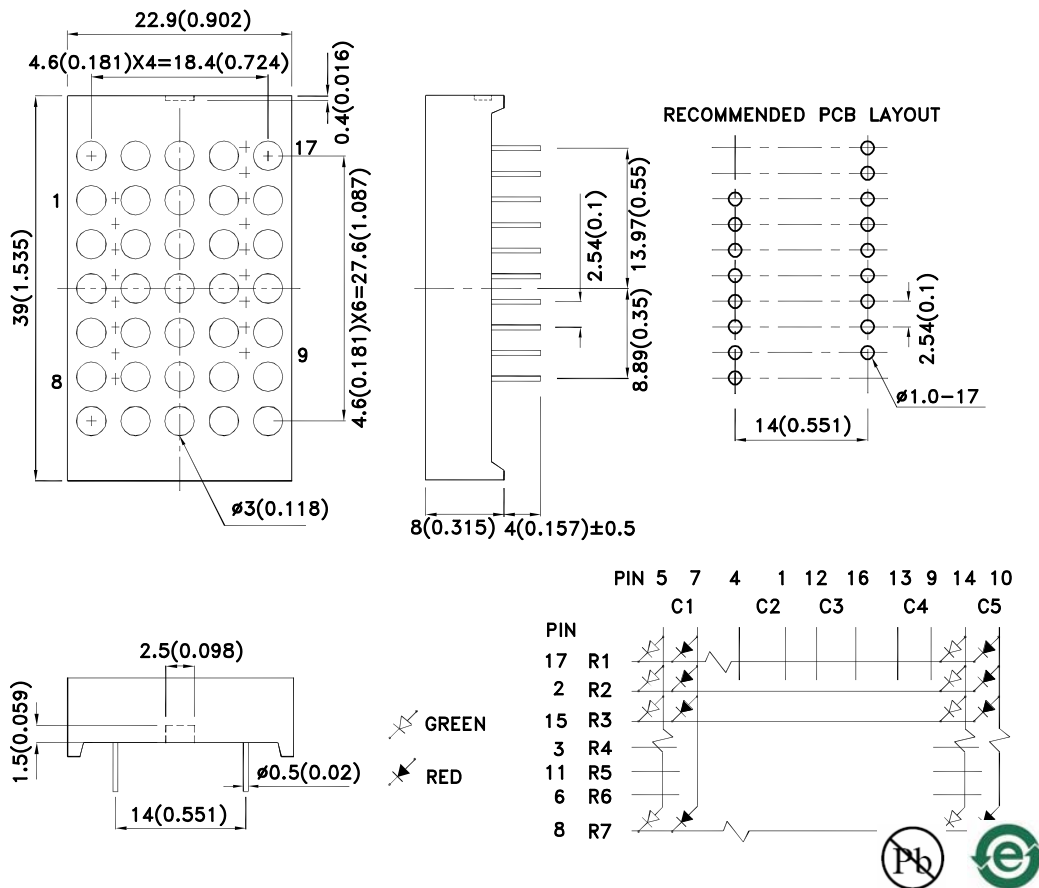 22.9(0.902)
4.6(0.181)X4=18.4(0.724)
0.4(0.016)
17
1
39(1.535)
4.6(0.181)X6=27.6(1.087)
9
8
ø3(0.118)
13.97(0.55)
2.54(0.1)
8.89(0.35)
8(0.315) 4(0.157)±0.5
RECOMMENDED PCB LAYOUT
2.54(0.1)
ø1.0-17
14(0.551)
2.5(0.098)
1.5(0.059)
ø0.5(0.02)
14(0.551)
GREEN
RED
PIN 5 7 4 1 12 16 13 9 14 10
C1 C2 C3 C4 C5
PIN
17 R1
2 R2
15 R3
3 R4
11 R5
6 R6
8 R7
Pb
e